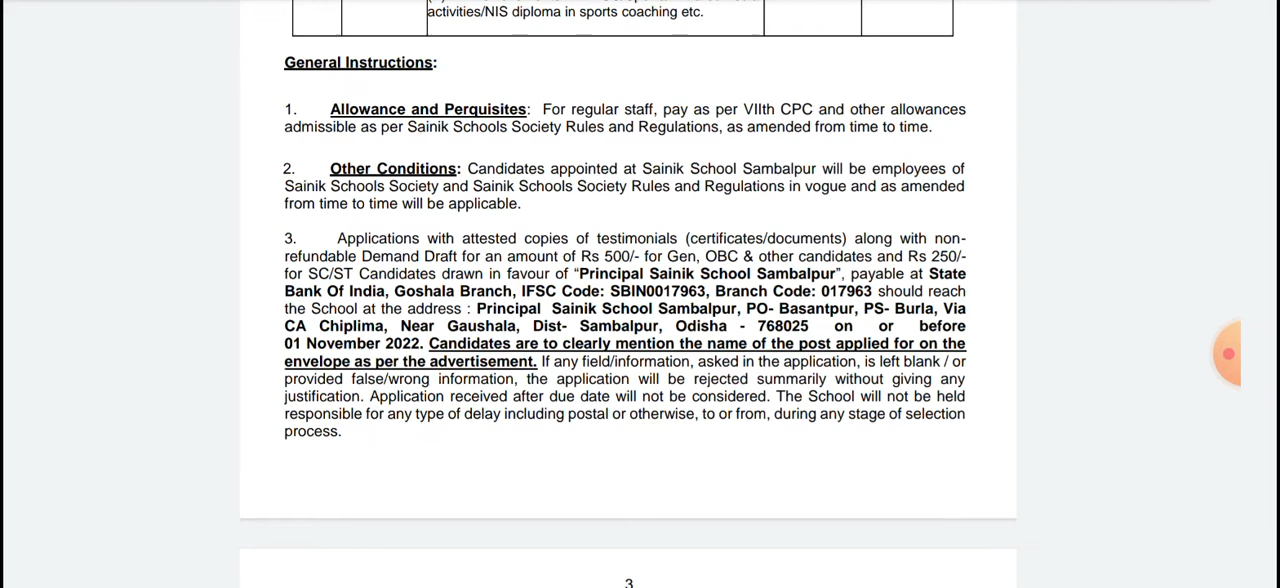 activities/NIS diploma in sports coaching etc.
General Instructions:
1. Allowance and Perquisites: For regular staff, pay as per VIIth CPC and other allowances
admissible as per Sainik Schools Society Rules and Regulations, as amended from time to time.
2. Other Conditions: Candidates appointed at Sainik School Sambalpur will be employees of
Sainik Schools Society and Sainik Schools Society Rules and Regulations in vogue and as amended
from time to time will be applicable.
3. Applications with attested copies of testimonials (certificates/documents) along with non-
refundable Demand Draft for an amount of Rs 500/- for Gen, OBC & other candidates and Rs 250/-
for SC/ST Candidates drawn in favour of “Principal Sainik School Sambalpur”, payable at State
Bank Of India, Goshala Branch, IFSC Code: SBIN0017963, Branch Code: 017963 should reach
the School at the address : Principal Sainik School Sambalpur, PO- Basantpur, PS- Burla, Via
CA Chiplima, Near Gaushala, Dist- Sambalpur, Odisha - 768025 on or before
01 November 2022. Candidates are to clearly mention the name of the post applied for on the
envelope as per the advertisement. If any field/information, asked in the application, is left blank / or
provided false/wrong information, the application will be rejected summarily without giving any
justification. Application received after due date will not be considered. The School will not be held
responsible for any type of delay including postal or otherwise, to or from, during any stage of selection
process.
3